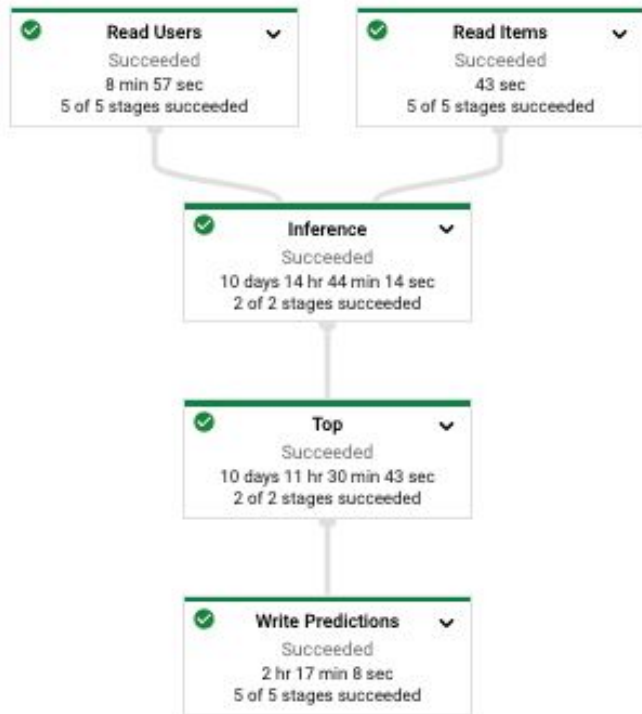 Read Users
Succeeded
8 min 57 sec
5 of 5 stages succeeded
Read Items
Succeeded
43 sec
5 of 5 stages succeeded
Inference
Succeeded
10 days 14 hr 44 min 14 sec
2 of 2 stages succeeded
Top
Succeeded
10 days 11 hr 30 min 43 sec
2 of 2 stages succeeded
Write Predictions
Succeeded
2 hr 17 min 8 sec
5 of 5 stages succeeded